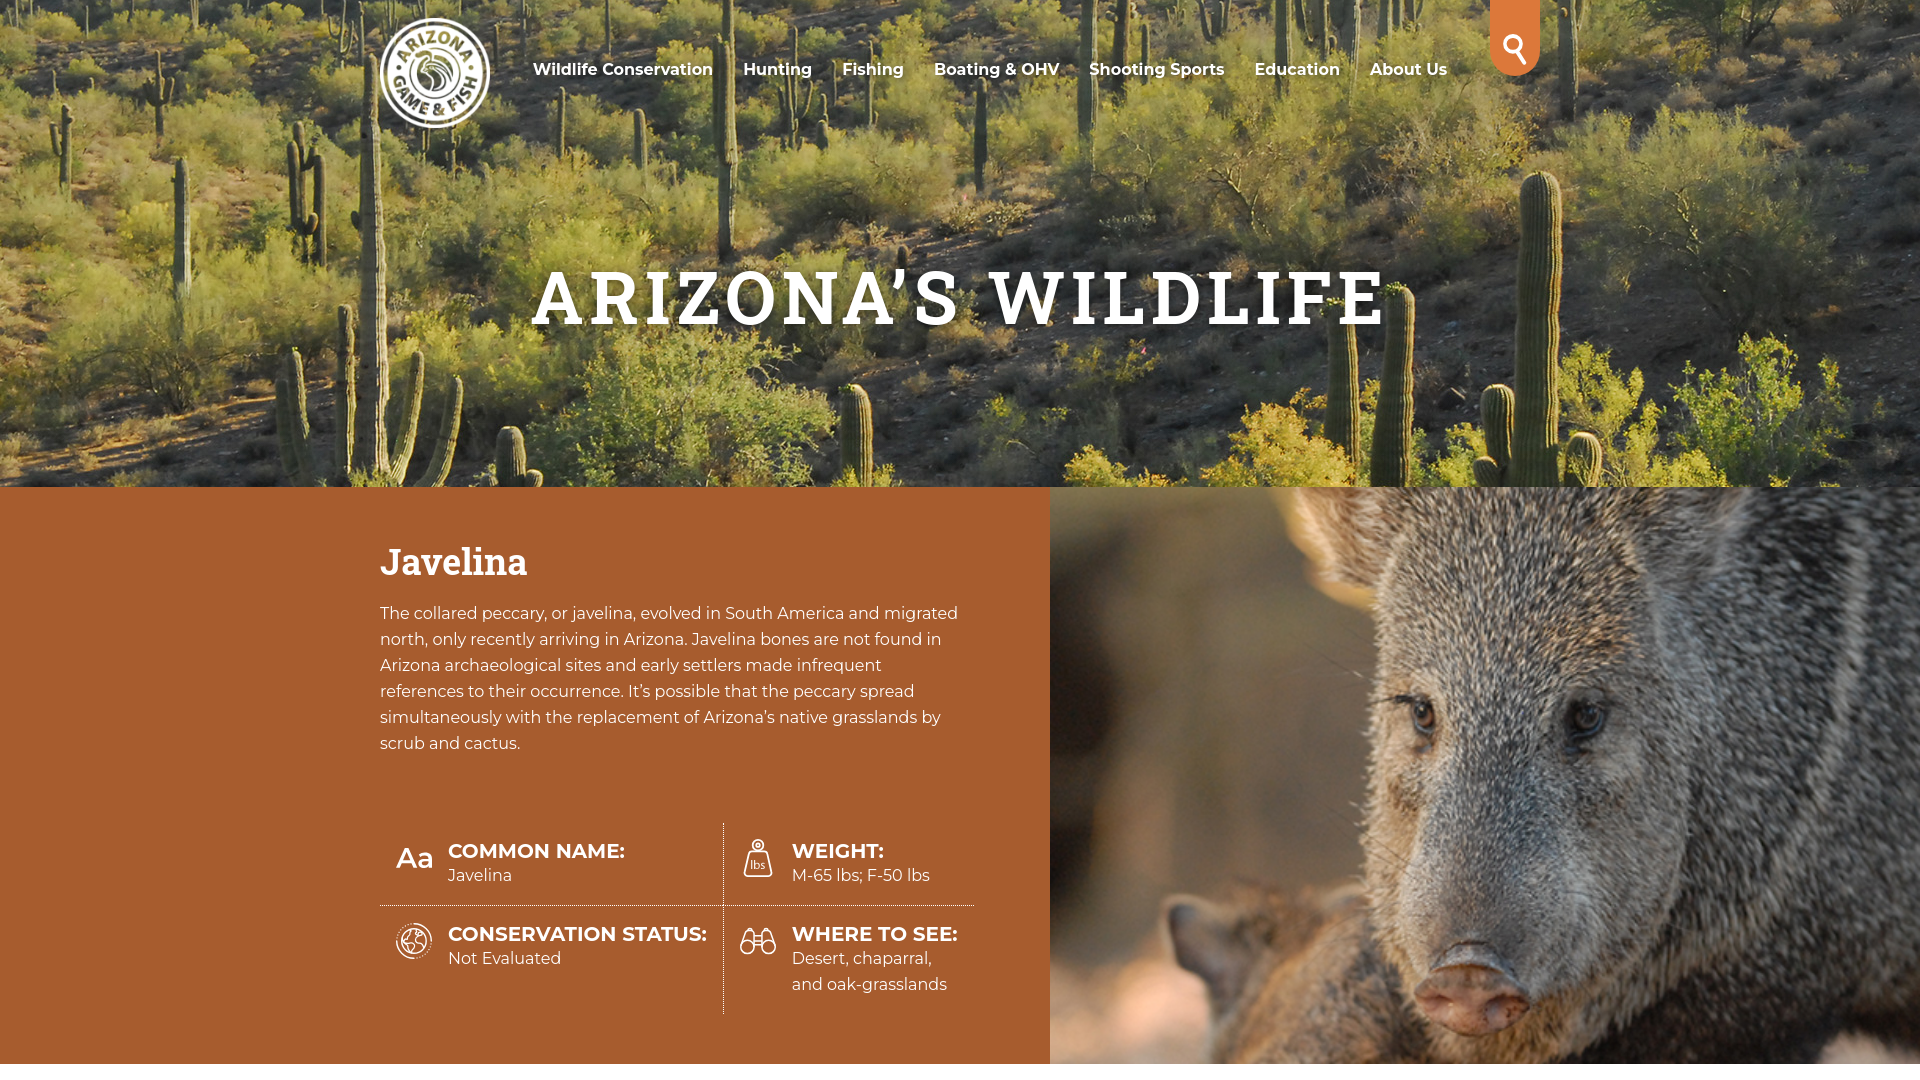 ARIZONA
GAME & FISH
Wildlife Conservation
Hunting
Fishing
Boating & OHV
Shooting Sports
Education
About Us
ARIZONA’S WILDLIFE
Javelina
The collared peccary, or javelina, evolved in South America and migrated
north, only recently arriving in Arizona. Javelina bones are not found in
Arizona archaeological sites and early settlers made infrequent
references to their occurrence. It’s possible that the peccary spread
simultaneously with the replacement of Arizona’s native grasslands by
scrub and cactus.
Aa
COMMON NAME:
Javelina
lbs
WEIGHT:
M-65 lbs; F-50 lbs
CONSERVATION STATUS:
Not Evaluated
WHERE TO SEE:
Desert, chaparral,
and oak-grasslands